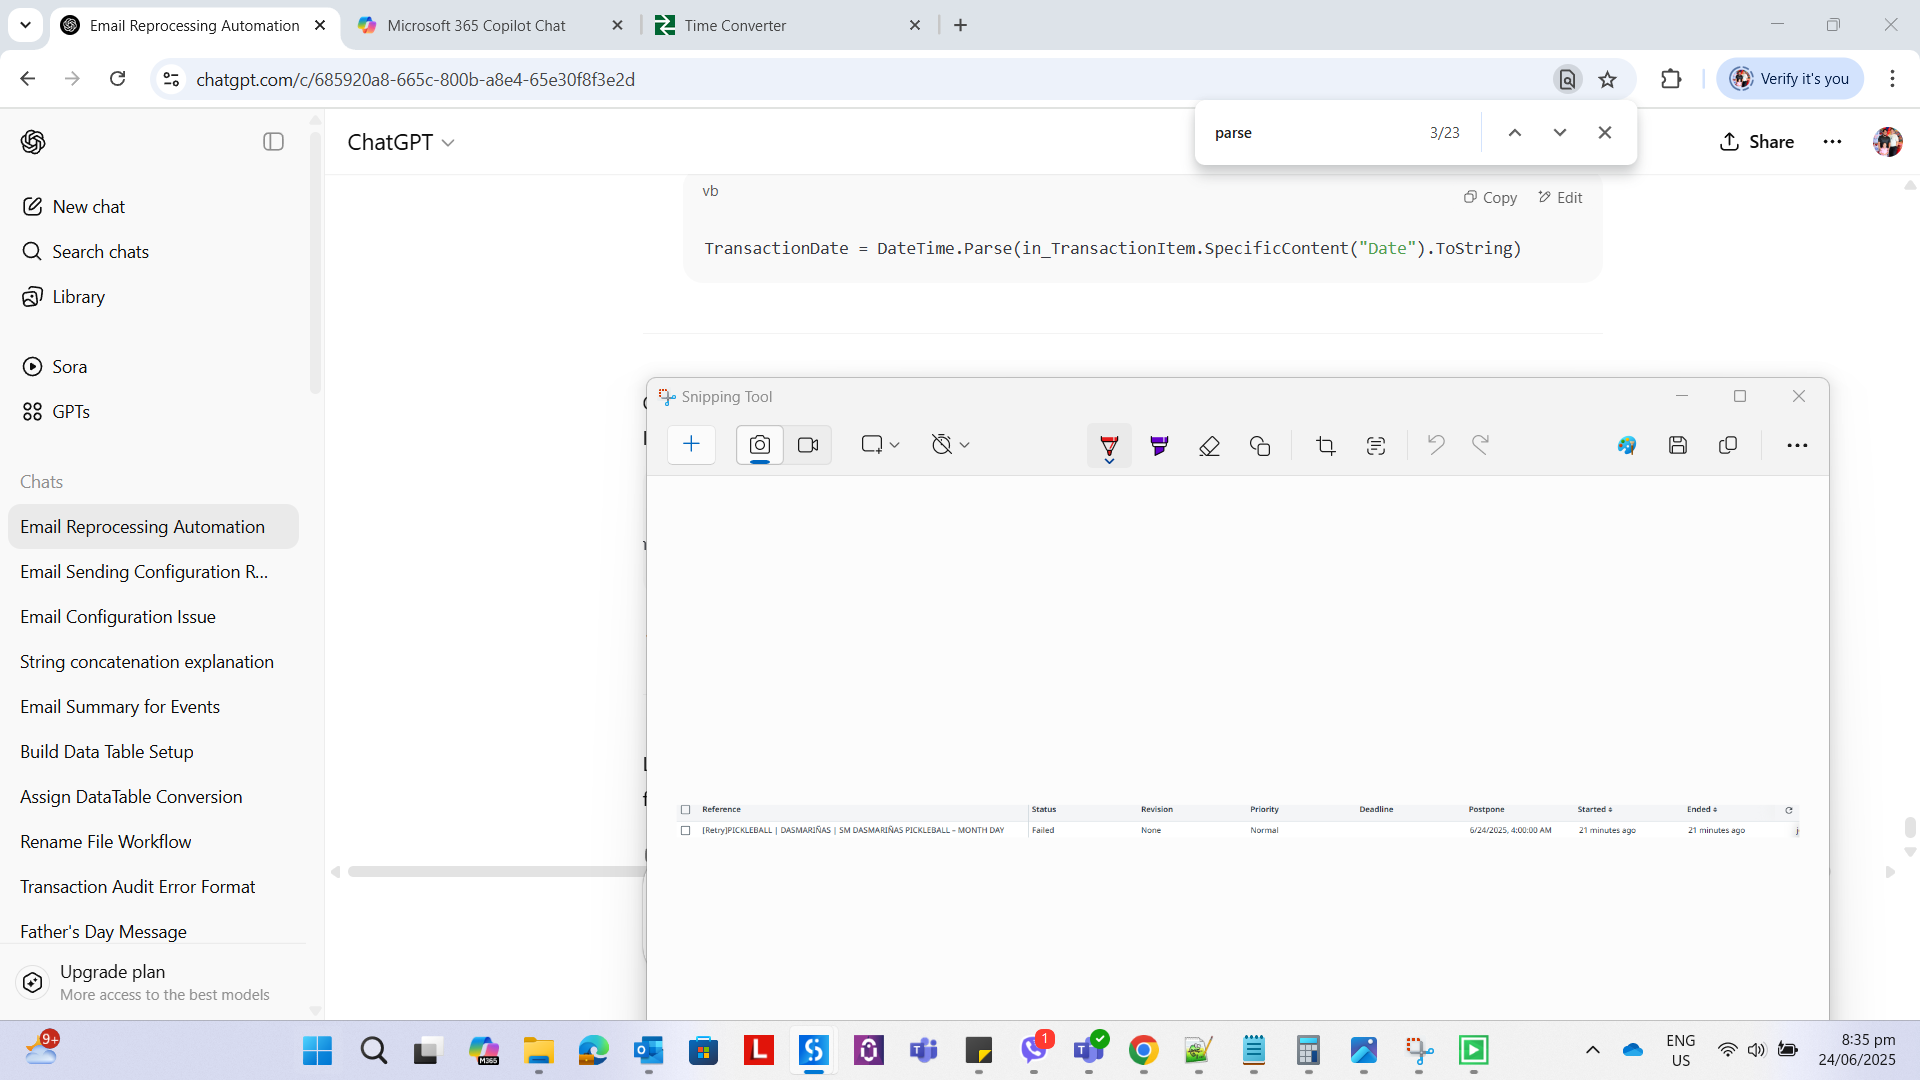 Email Reprocessing Automation
Microsoft 365 Copilot Chat
Time Converter
chatgpt.com/c/685920a8-665c-800b-a8e4-65e30f8f3e2d
Verify it's you
parse
3/23
ChatGPT
Share
New chat
Search chats
Library
Sora
GPTs
Chats
Email Reprocessing Automation
Email Sending Configuration R...
Email Configuration Issue
String concatenation explanation
Email Summary for Events
Build Data Table Setup
Assign DataTable Conversion
Rename File Workflow
Transaction Audit Error Format
Father's Day Message
Upgrade plan
More access to the best models
vb
Copy
Edit
TransactionDate = DateTime.Parse(in_TransactionItem.SpecificContent("Date").ToString)
Snipping Tool
Reference Status Revision Priority Deadline Postpone Started Ended
[Retry]PICKLEBALL | DASMARIÑAS | SM DASMARIÑAS PICKLEBALL – MONTH DAY Failed None Normal 6/24/2025, 4:00:00 AM 21 minutes ago 21 minutes ago
9+
M365
L
1
ENG
US
8:35 pm
24/06/2025